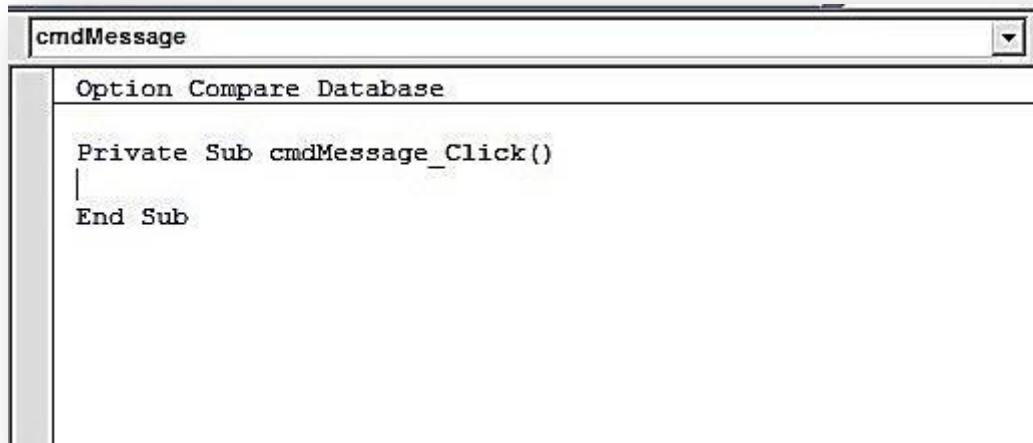 cmdMessage
Option Compare Database
Private Sub cmdMessage_Click()
End Sub